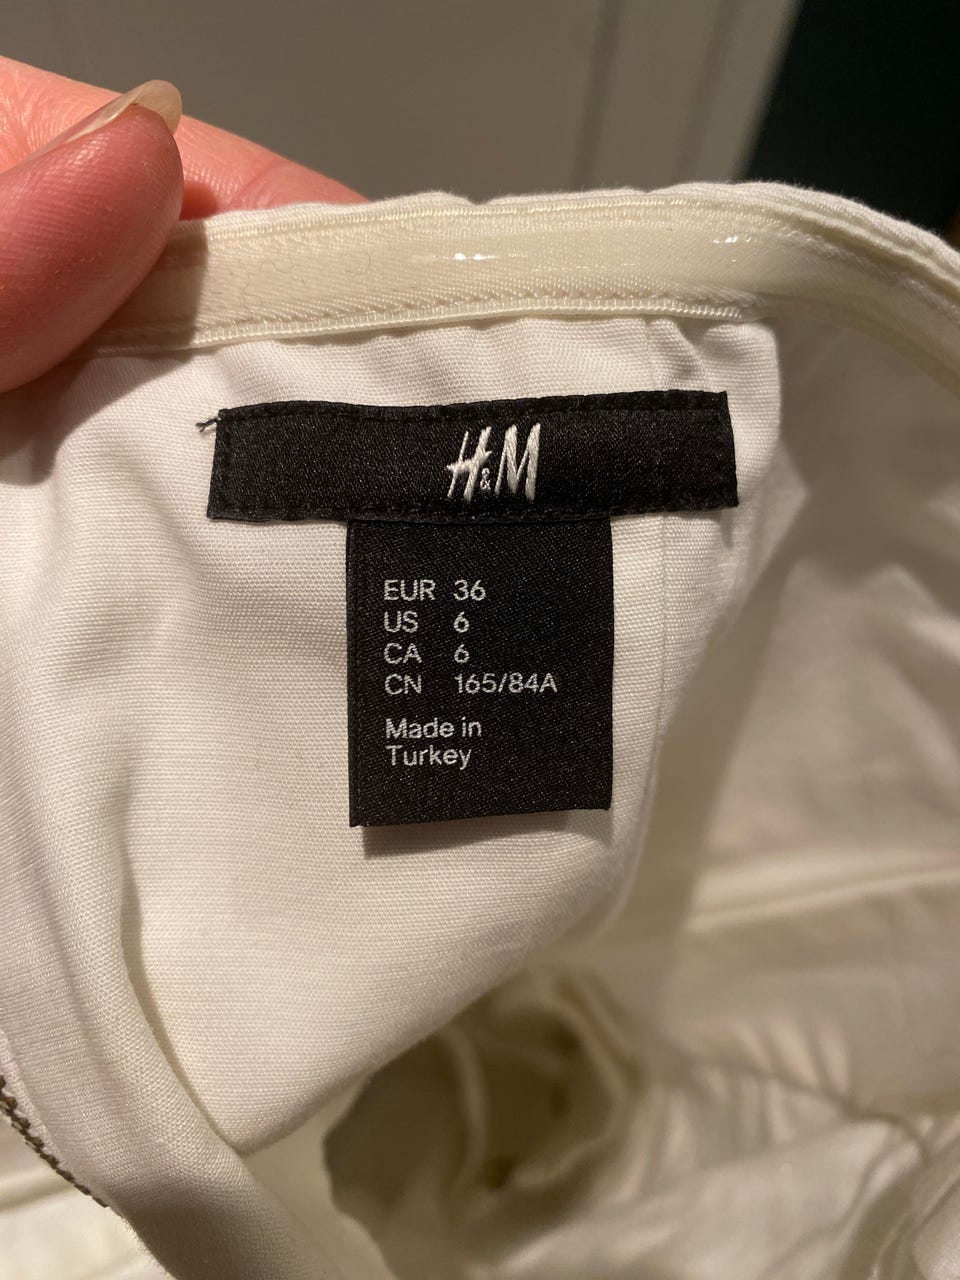 H&M
EUR 36
US 6
CA 6
CN 165/84A
Made in
Turkey